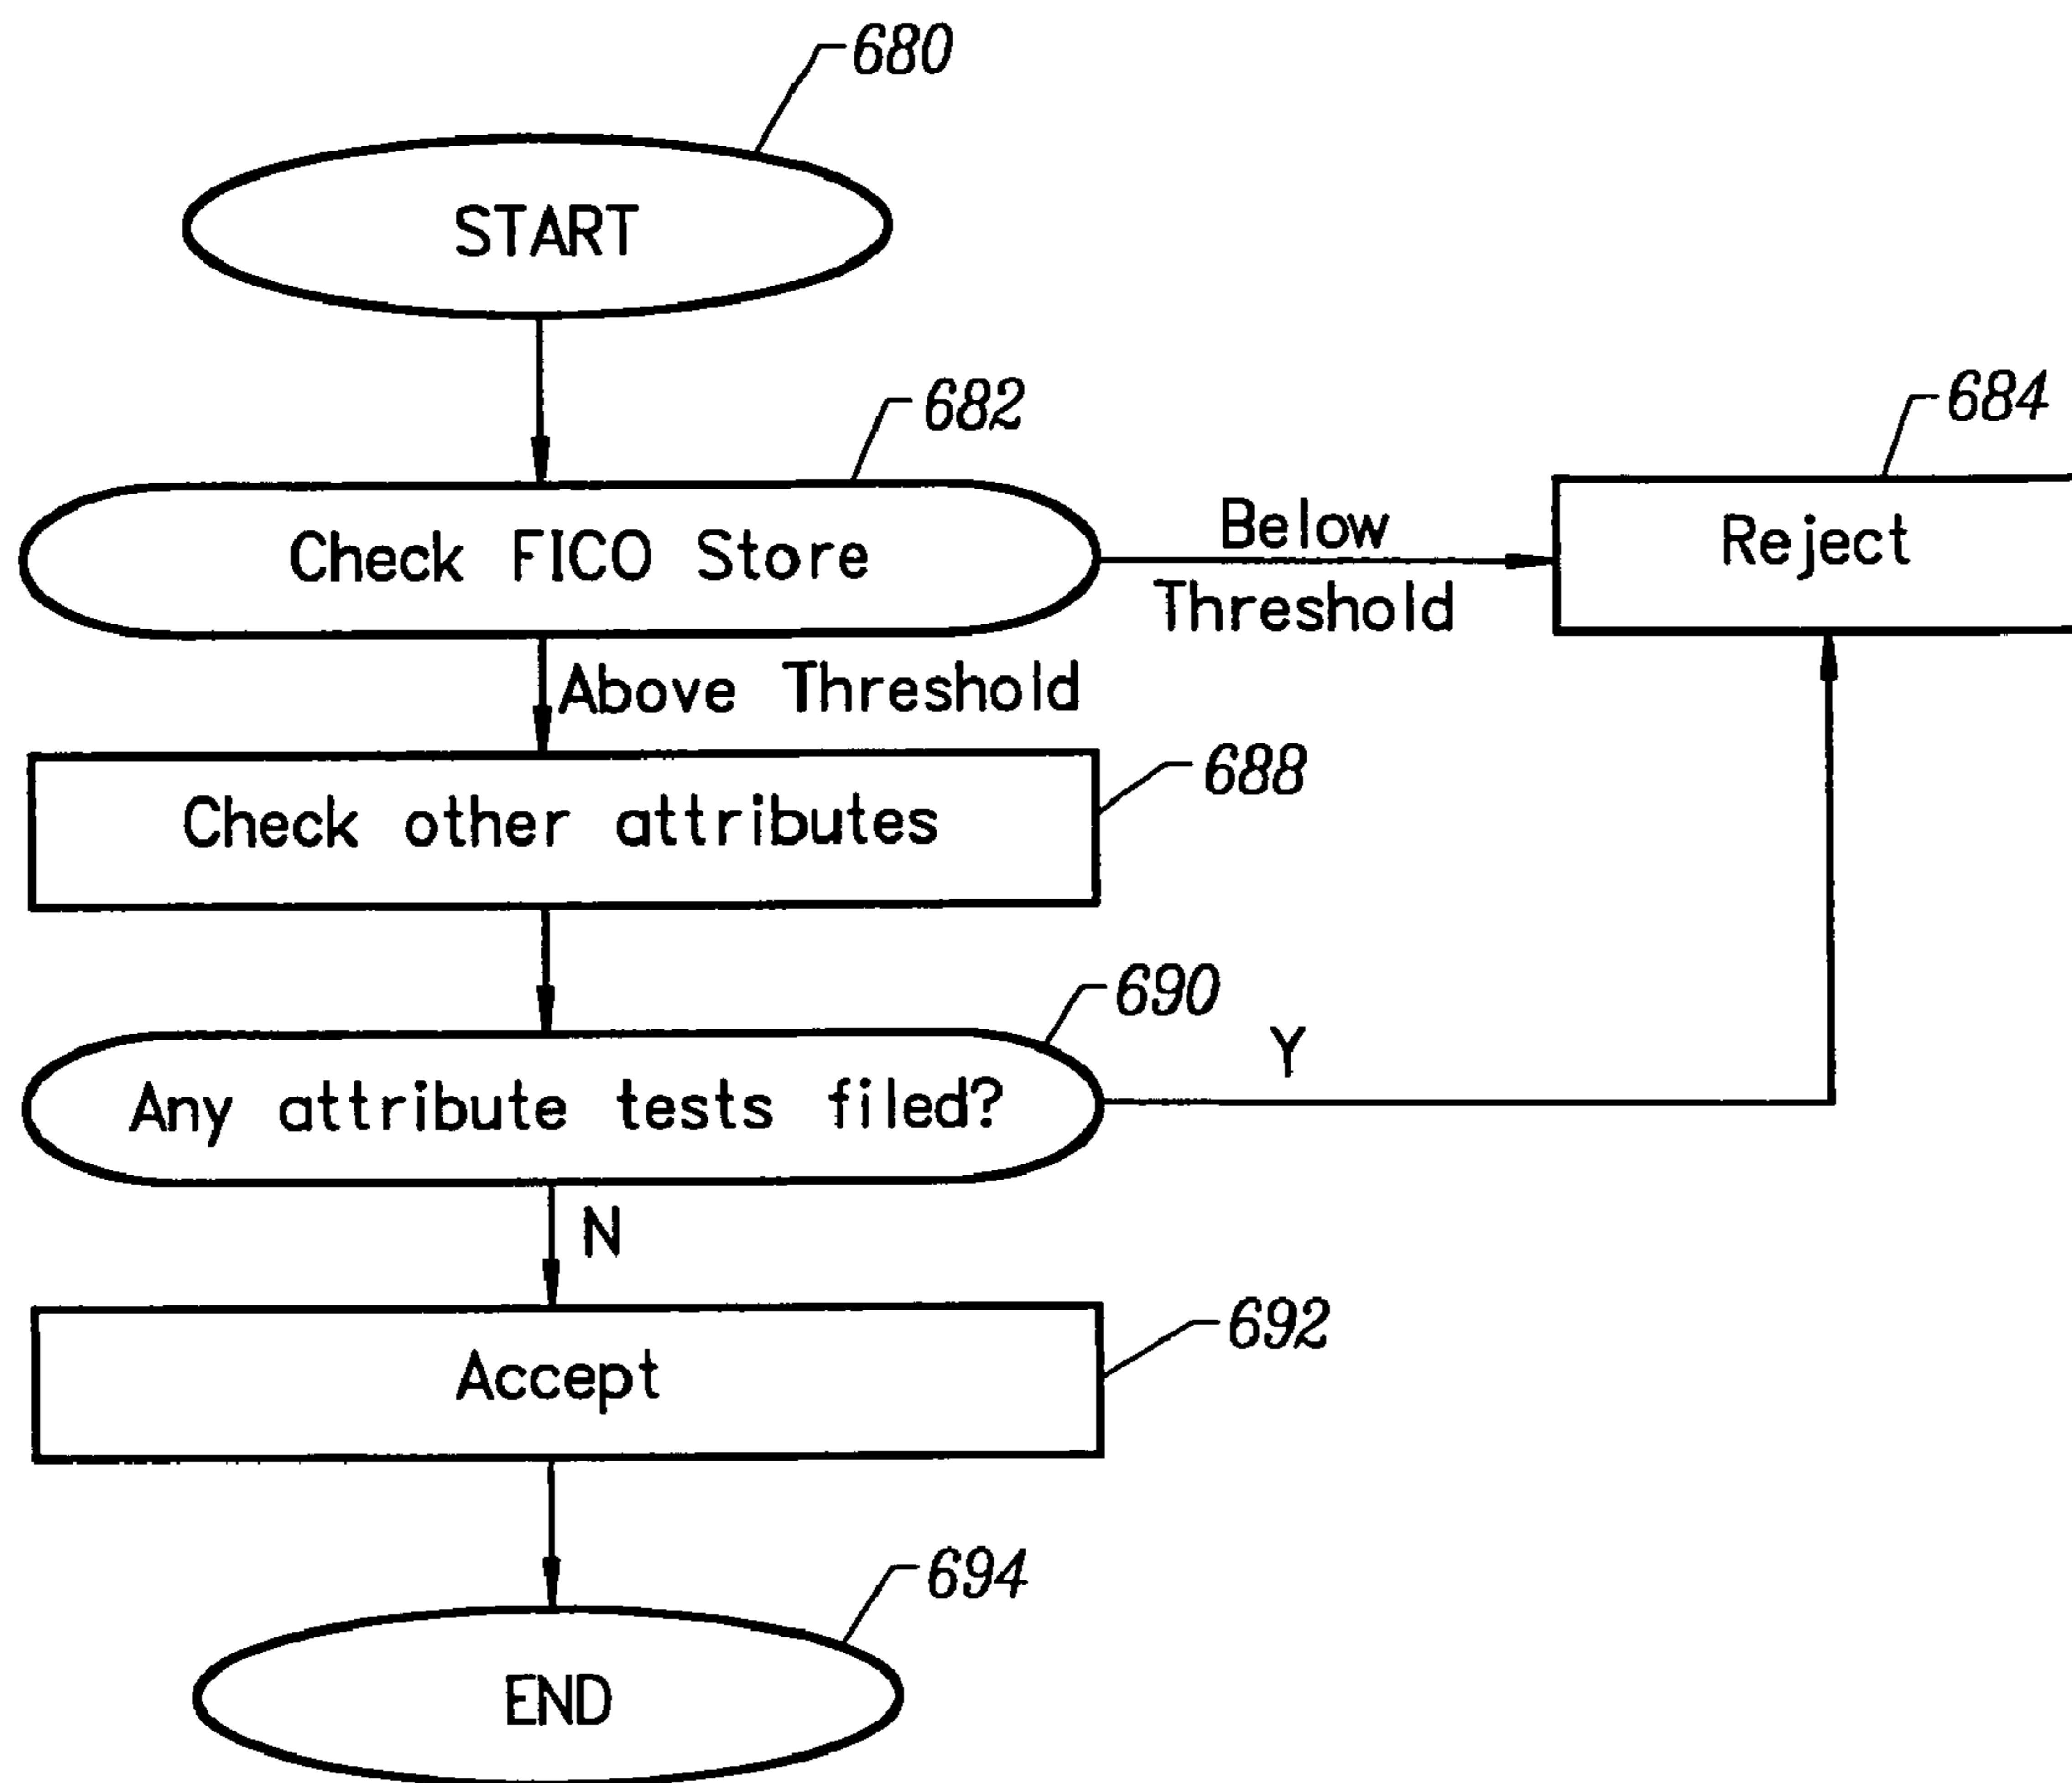 680
START
682
684
Check FICO Store
Below
Threshold
Reject
Above Threshold
688
Check other attributes
690
Any attribute tests filed?
Y
N
692
Accept
694
END